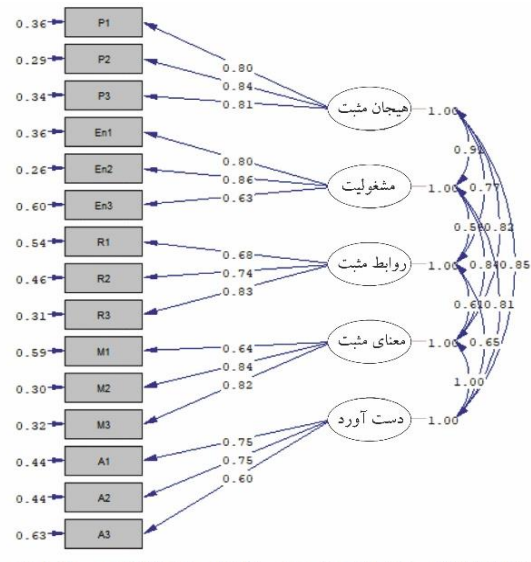 0.36 P1
0.29 P2
0.34 P3
0.36 En1
0.26 En2
0.60 En3
0.54 R1
0.46 R2
0.31 R3
0.59 M1
0.30 M2
0.32 M3
0.44 A1
0.44 A2
0.63 A3
0.80
0.84
0.81
0.80
0.86
0.63
0.68
0.74
0.83
0.64
0.84
0.82
0.75
0.75
0.60
هیجان مثبت 1.00
مشغولیت 1.00
روابط مثبت 1.00
معنای مثبت 1.00
دست آورد 1.00
0.77
0.82
0.84
0.85
0.81
0.65
1.00